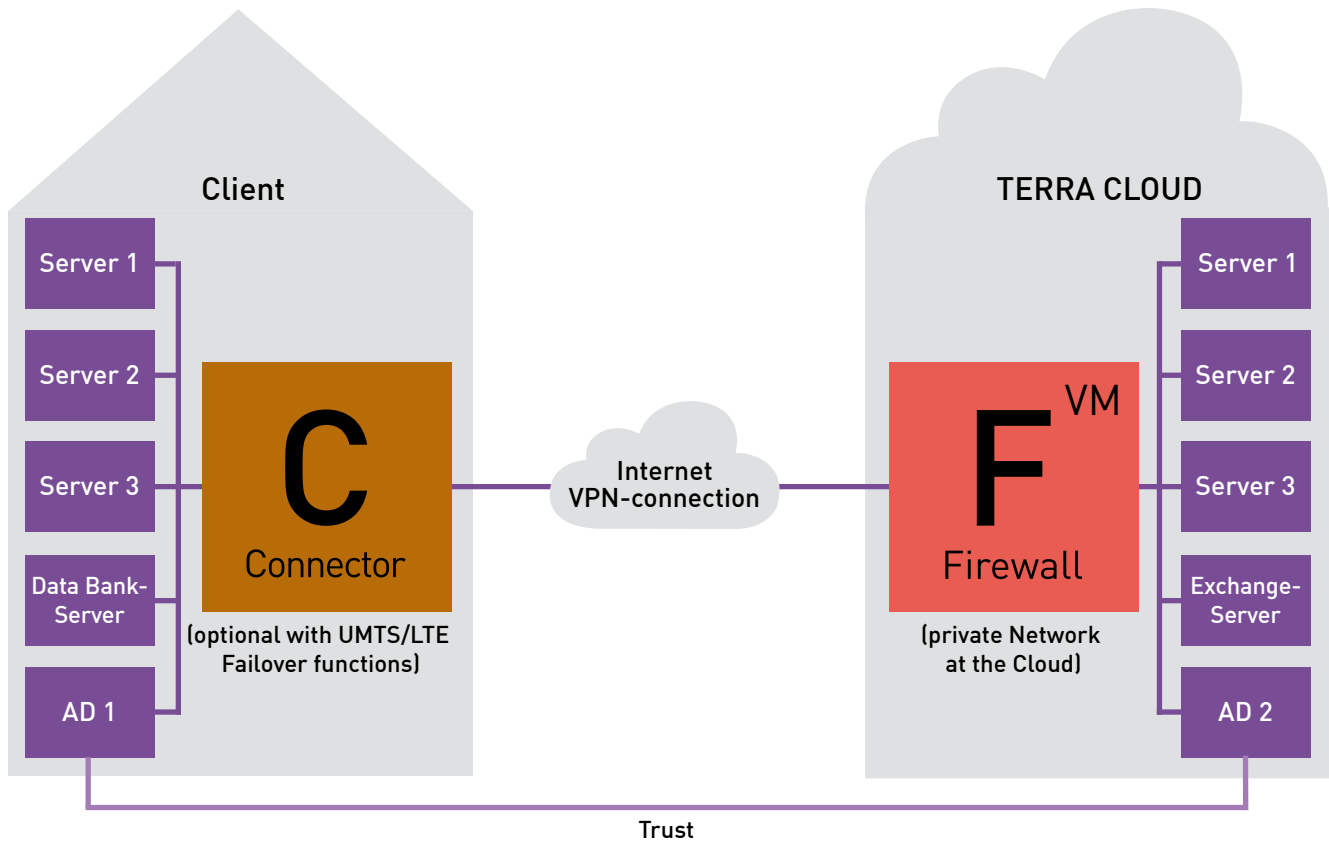 Client
Server 1
Server 2
Server 3
Data Bank-
Server
AD 1
C
Connector
(optional with UMTS/LTE
Failover functions)
Internet
VPN-connection
TERRA CLOUD
F VM
Firewall
(private Network
at the Cloud)
Server 1
Server 2
Server 3
Exchange-
Server
AD 2
Trust